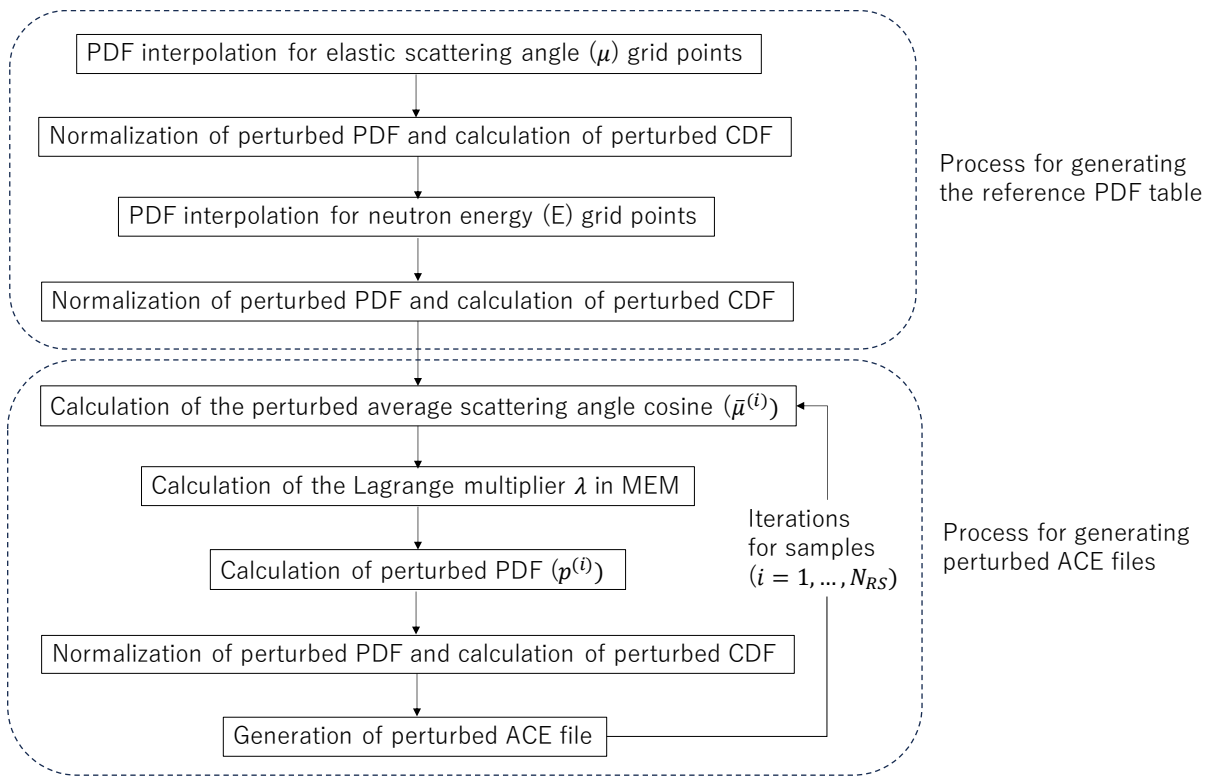 PDF interpolation for elastic scattering angle (μ) grid points
Normalization of perturbed PDF and calculation of perturbed CDF
PDF interpolation for neutron energy (E) grid points
Normalization of perturbed PDF and calculation of perturbed CDF
Process for generating
the reference PDF table
Calculation of the perturbed average scattering angle cosine (μ̄⁽ⁱ⁾)
Calculation of the Lagrange multiplier λ in MEM
Calculation of perturbed PDF (p⁽ⁱ⁾)
Normalization of perturbed PDF and calculation of perturbed CDF
Generation of perturbed ACE file
Iterations
for samples
(i = 1, … , N_{RS})
Process for generating
perturbed ACE files